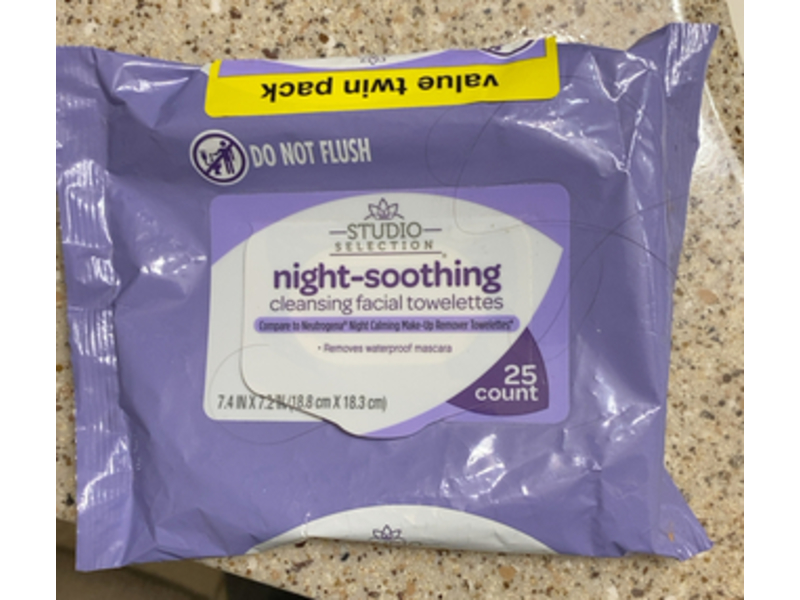 value twin pack
DO NOT FLUSH
STUDIO
SELECTION
night-soothing
cleansing facial towelettes
Compare to Neutrogena® Night Calming Make-Up Remover Towelettes*
• Removes waterproof mascara
25
count
7.4 IN X 7.2 IN (18.8 cm X 18.3 cm)